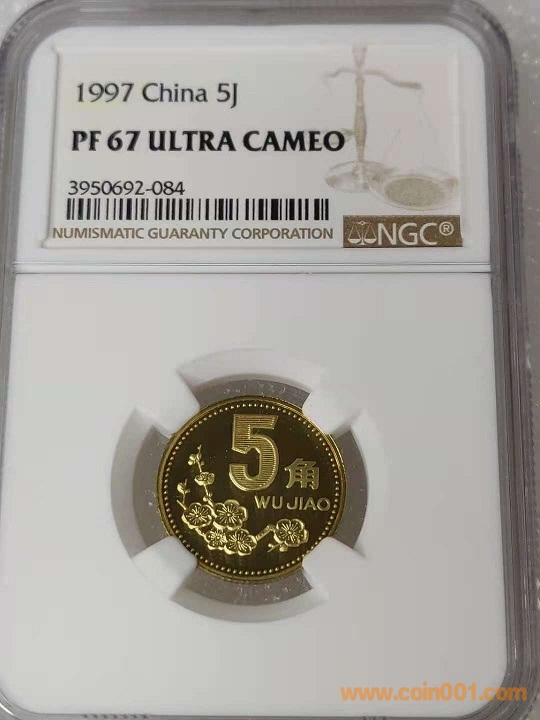 1997 China 5J
PF 67 ULTRA CAMEO
3950692-084
NUMISMATIC GUARANTY CORPORATION
NGC®
5角
WU JIAO
www.coin001.com